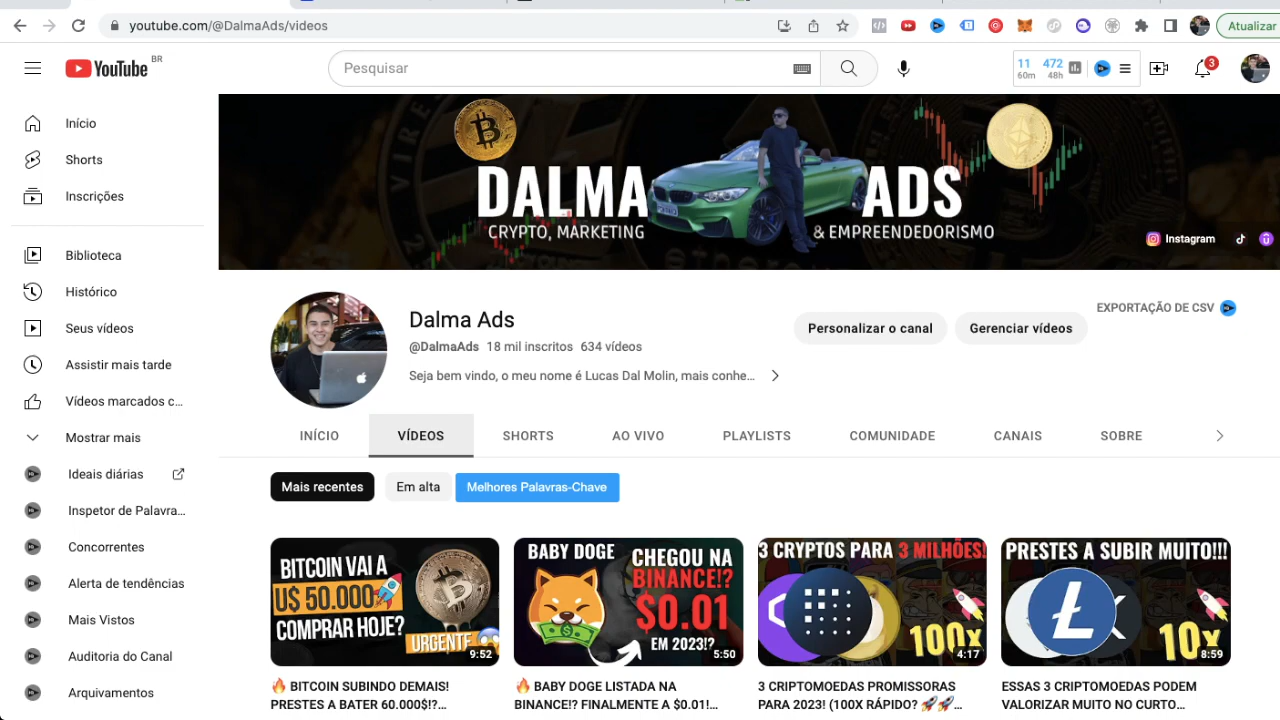 youtube.com/@DalmaAds/videos
Atualizar
YouTube BR
Pesquisar
11 472
60m 48h
3
Início
Shorts
Inscrições
Biblioteca
Histórico
Seus vídeos
Assistir mais tarde
Vídeos marcados c...
Mostrar mais
Ideais diárias
Inspetor de Palavra...
Concorrentes
Alerta de tendências
Mais Vistos
Auditoria do Canal
Arquivamentos
DALMA ADS
CRYPTO, MARKETING & EMPREENDEDORISMO
Instagram
Dalma Ads
@DalmaAds 18 mil inscritos 634 vídeos
Seja bem vindo, o meu nome é Lucas Dal Molin, mais conhe...
Personalizar o canal
Gerenciar vídeos
EXPORTAÇÃO DE CSV
INÍCIO VÍDEOS SHORTS AO VIVO PLAYLISTS COMUNIDADE CANAIS SOBRE
Mais recentes Em alta Melhores Palavras-Chave
BITCOIN VAI A
U$ 50.000
COMPRAR HOJE?
URGENTE
9:52
🔥 BITCOIN SUBINDO DEMAIS!
PRESTES A BATER 60.000$!?...
BABY DOGE CHEGOU NA
BINANCE!?
$0.01
EM 2023!?
5:50
🔥 BABY DOGE LISTADA NA
BINANCE!? FINALMENTE A $0.01!...
3 CRYPTOS PARA 3 MILHÕES!
100x
4:17
3 CRIPTOMOEDAS PROMISSORAS
PARA 2023! (100X RÁPIDO? 🚀🚀...
PRESTES A SUBIR MUITO!!!
10x
8:59
ESSAS 3 CRIPTOMOEDAS PODEM
VALORIZAR MUITO NO CURTO...